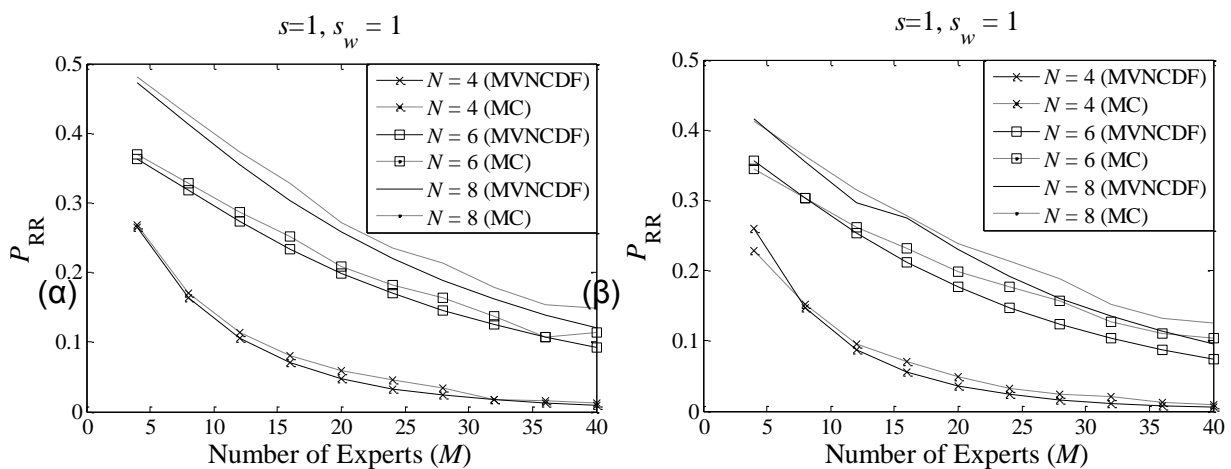 s=1, s_w = 1
0.5
0.4
0.3
0.2
0.1
0
P_RR
(α)
N = 4 (MVNCDF)
N = 4 (MC)
N = 6 (MVNCDF)
N = 6 (MC)
N = 8 (MVNCDF)
N = 8 (MC)
0 5 10 15 20 25 30 35 40
Number of Experts (M)
s=1, s_w = 1
0.5
0.4
0.3
0.2
0.1
0
P_RR
(β)
N = 4 (MVNCDF)
N = 4 (MC)
N = 6 (MVNCDF)
N = 6 (MC)
N = 8 (MVNCDF)
N = 8 (MC)
0 5 10 15 20 25 30 35 40
Number of Experts (M)